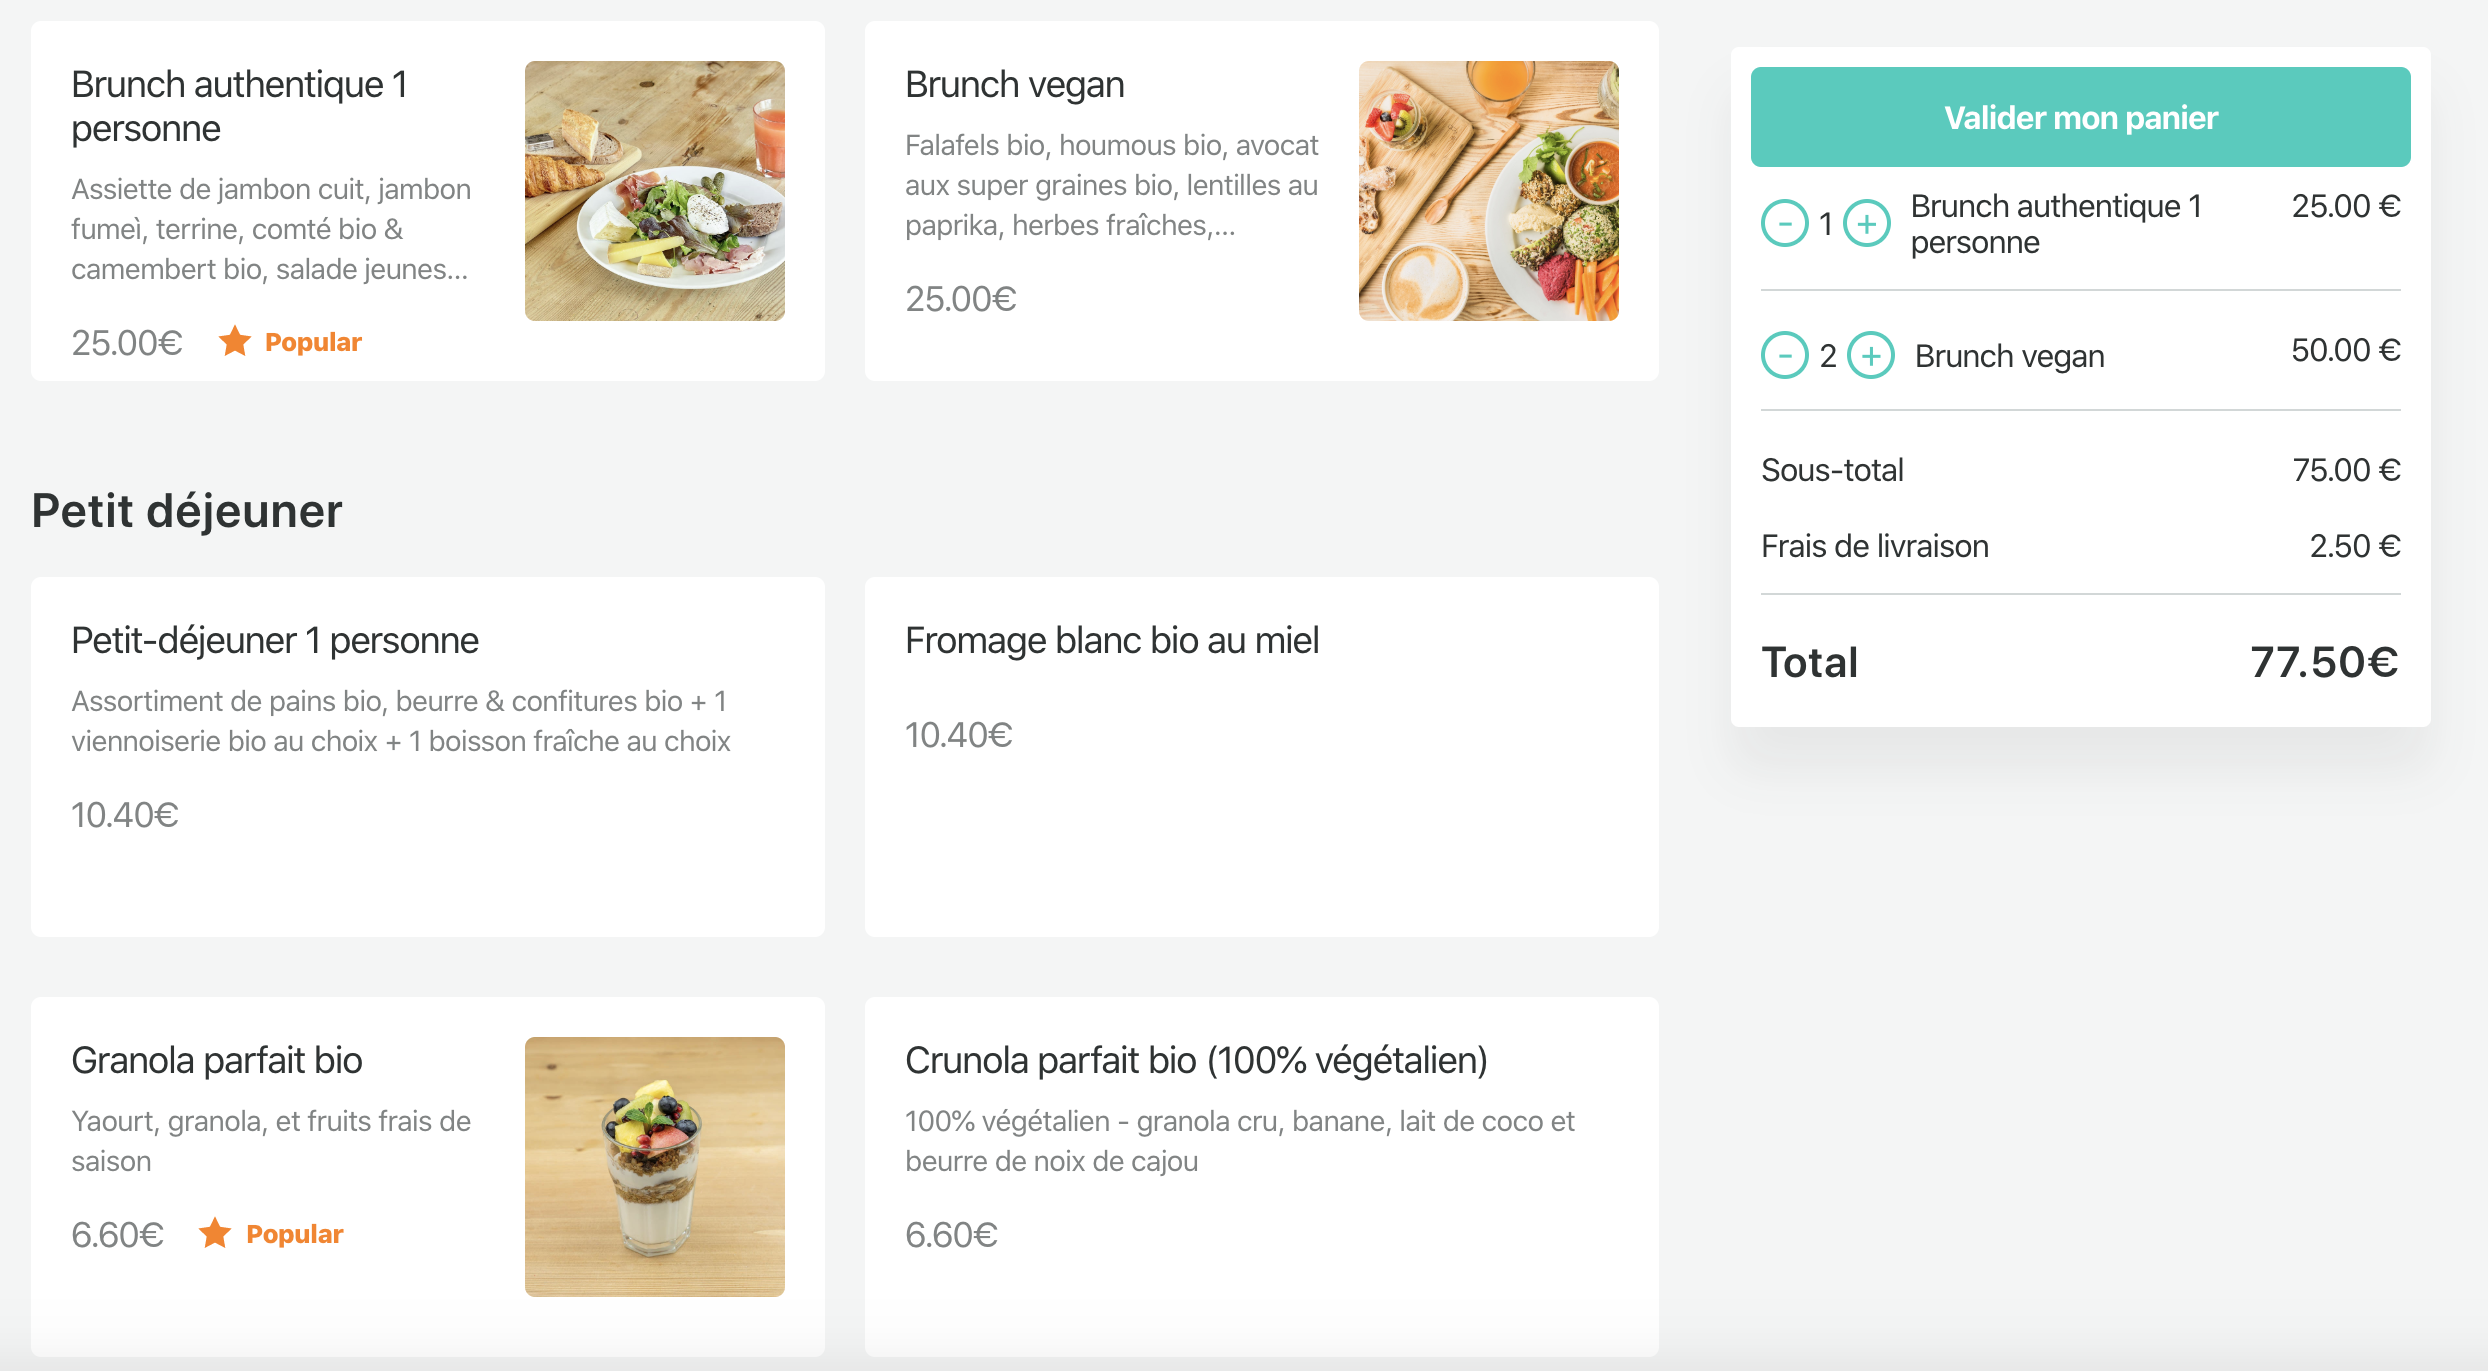 Brunch authentique 1
personne
Assiette de jambon cuit, jambon
fumeì, terrine, comté bio &
camembert bio, salade jeunes...
25.00€ Popular
Brunch vegan
Falafels bio, houmous bio, avocat
aux super graines bio, lentilles au
paprika, herbes fraîches,...
25.00€
Petit déjeuner
Petit-déjeuner 1 personne
Assortiment de pains bio, beurre & confitures bio + 1
viennoiserie bio au choix + 1 boisson fraîche au choix
10.40€
Fromage blanc bio au miel
10.40€
Granola parfait bio
Yaourt, granola, et fruits frais de
saison
6.60€ Popular
Crunola parfait bio (100% végétalien)
100% végétalien - granola cru, banane, lait de coco et
beurre de noix de cajou
6.60€
Valider mon panier
- 1 + Brunch authentique 1 25.00 €
personne
- 2 + Brunch vegan 50.00 €
Sous-total 75.00 €
Frais de livraison 2.50 €
Total 77.50€